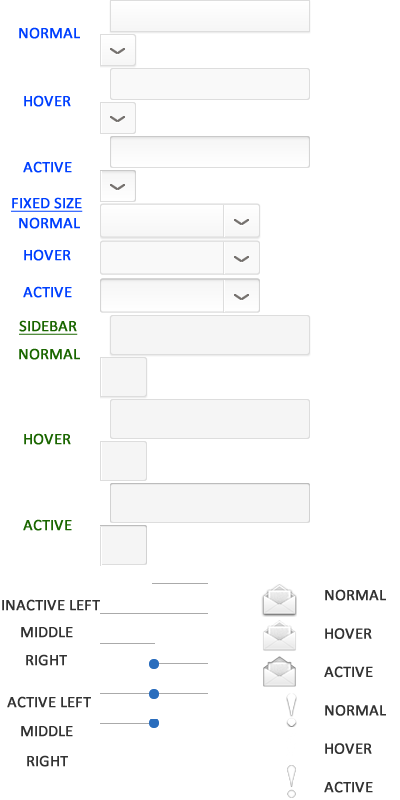 NORMAL
HOVER
ACTIVE
FIXED SIZE
NORMAL
HOVER
ACTIVE
SIDEBAR
NORMAL
HOVER
ACTIVE
INACTIVE LEFT
MIDDLE
RIGHT
ACTIVE LEFT
MIDDLE
RIGHT
NORMAL
HOVER
ACTIVE
NORMAL
HOVER
ACTIVE